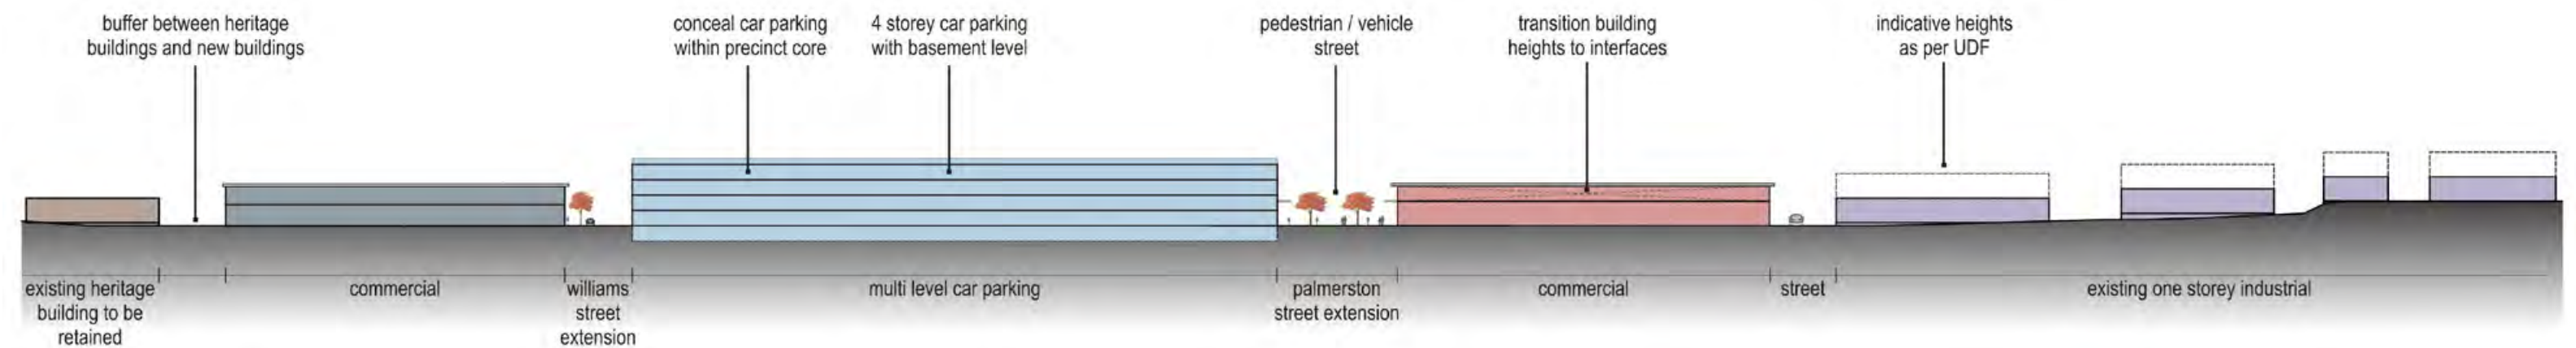 buffer between heritage
buildings and new buildings
conceal car parking
within precinct core
4 storey car parking
with basement level
pedestrian / vehicle
street
transition building
heights to interfaces
indicative heights
as per UDF
existing heritage
building to be
retained
commercial
williams
street
extension
multi level car parking
palmerston
street extension
commercial
street
existing one storey industrial